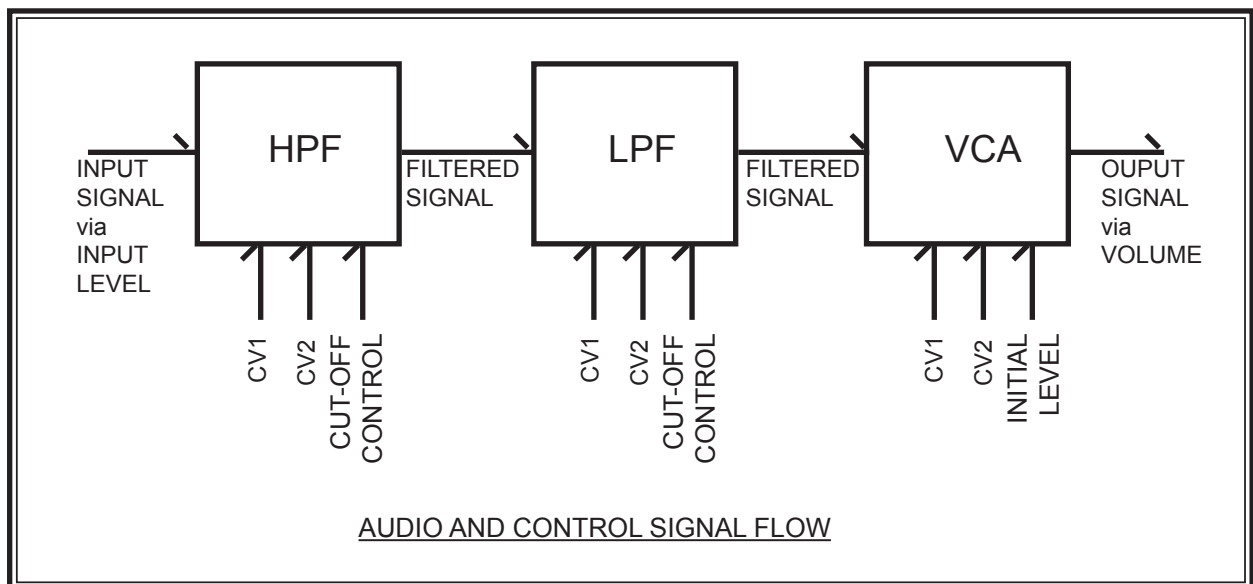 HPF
LPF
VCA
INPUT
SIGNAL
via
INPUT
LEVEL
FILTERED
SIGNAL
FILTERED
SIGNAL
OUPUT
SIGNAL
via
VOLUME
CV1
CV2
CUT-OFF
CONTROL
CV1
CV2
CUT-OFF
CONTROL
CV1
CV2
INITIAL
LEVEL
AUDIO AND CONTROL SIGNAL FLOW